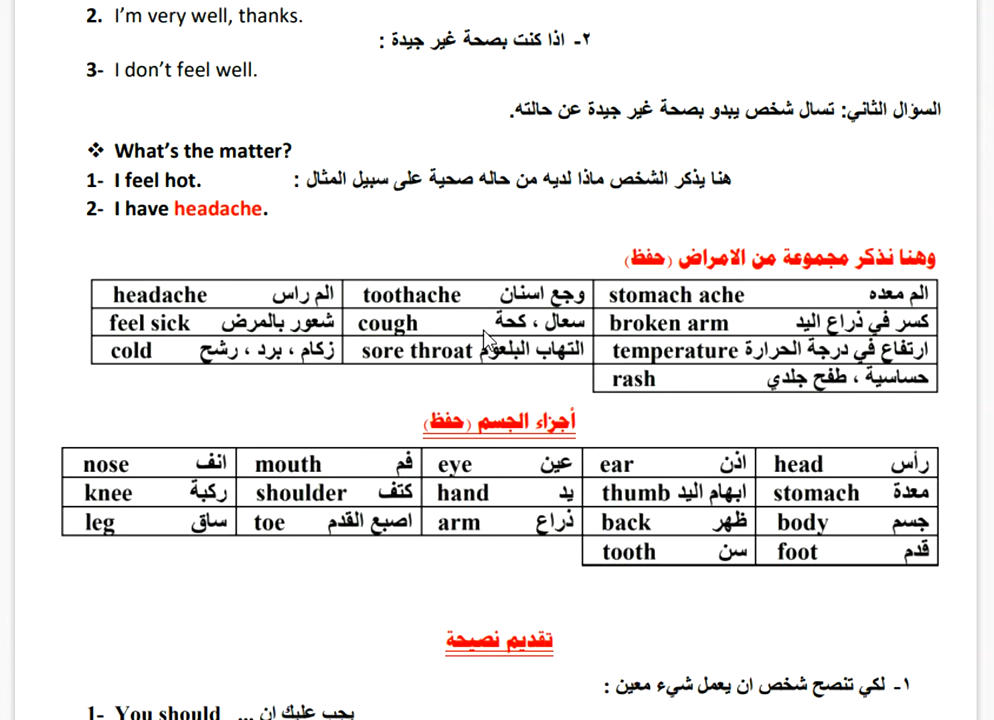 2. I'm very well, thanks.
٢- اذا كنت بصحة غير جيدة :
3- I don't feel well.
السؤال الثاني: تسال شخص يبدو بصحة غير جيدة عن حالته.
❖ What's the matter?
1- I feel hot. هنا يذكر الشخص ماذا لديه من حاله صحية على سبيل المثال :
2- I have headache.
وهنا نذكر مجموعة من الامراض (حفظ)
headache الم راس toothache وجع اسنان stomach ache الم معده
feel sick شعور بالمرض cough سعال ، كحة broken arm كسر في ذراع اليد
cold زكام ، برد ، رشح sore throat التهاب البلعوم temperature ارتفاع في درجة الحرارة
rash حساسية ، طفح جلدي
أجزاء الجسم (حفظ)
nose انف mouth فم eye عين ear اذن head رأس
knee ركبة shoulder كتف hand يد thumb ابهام اليد stomach معدة
leg ساق toe اصبع القدم arm ذراع back ظهر body جسم
tooth سن foot قدم
تقديم نصيحة
١- لكي تنصح شخص ان يعمل شيء معين :
1- You should ... يجب عليك ان